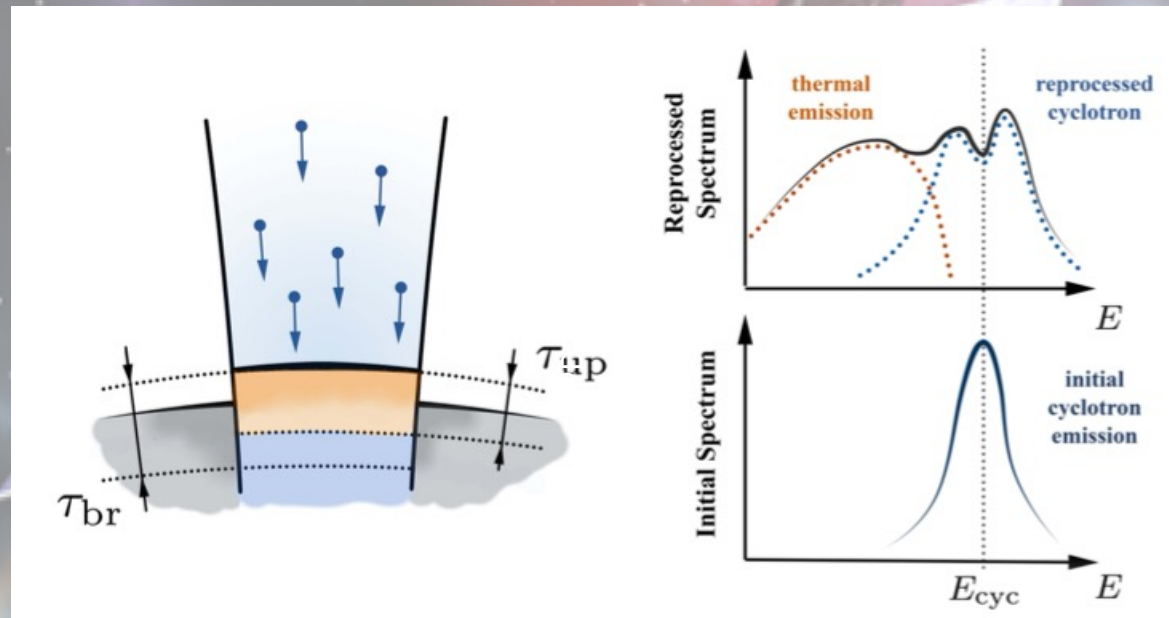 τup
τbr
Reprocessed
Spectrum
thermal
emission
reprocessed
cyclotron
E
Initial Spectrum
initial
cyclotron
emission
Ecyc
E